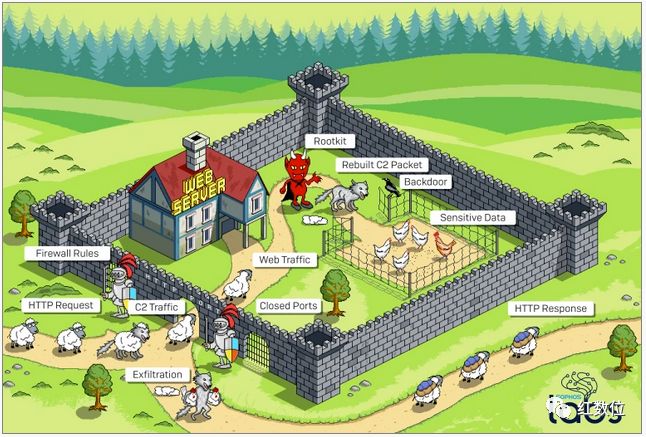 Rootkit
Rebuilt C2 Packet
Backdoor
WEB
SERVER
Sensitive Data
Firewall Rules
Web Traffic
HTTP Request
C2 Traffic
Closed Ports
HTTP Response
Exfiltration
SOPHOS
labs
红数位